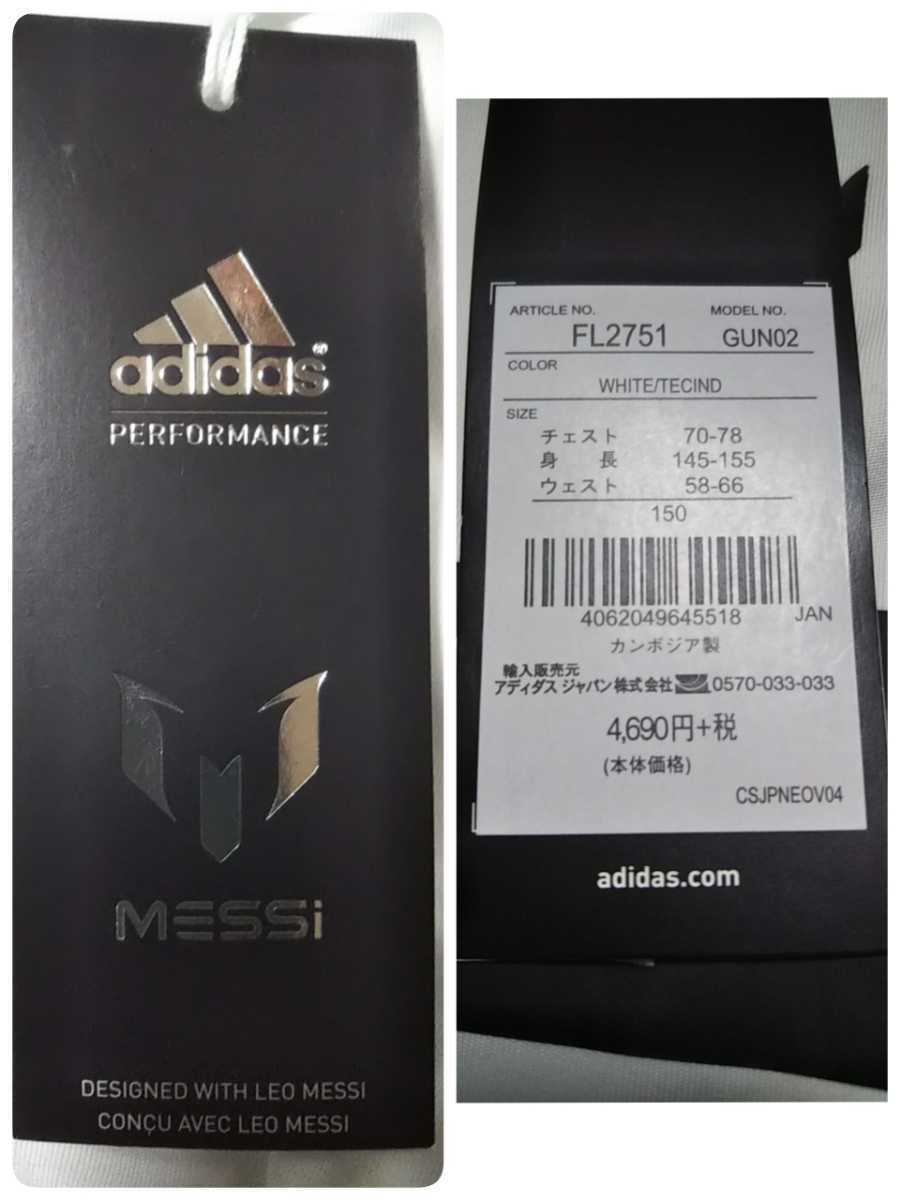 adidas®
PERFORMANCE
MESSi
DESIGNED WITH LEO MESSI
CONÇU AVEC LEO MESSI
ARTICLE NO. MODEL NO.
FL2751 GUN02
COLOR
WHITE/TECIND
SIZE
チェスト 70-78
身 長 145-155
ウェスト 58-66
150
4062049645518 JAN
カンボジア製
輸入販売元
アディダス ジャパン株式会社 0570-033-033
4,690円+税
(本体価格)
CSJPNEOV04
adidas.com